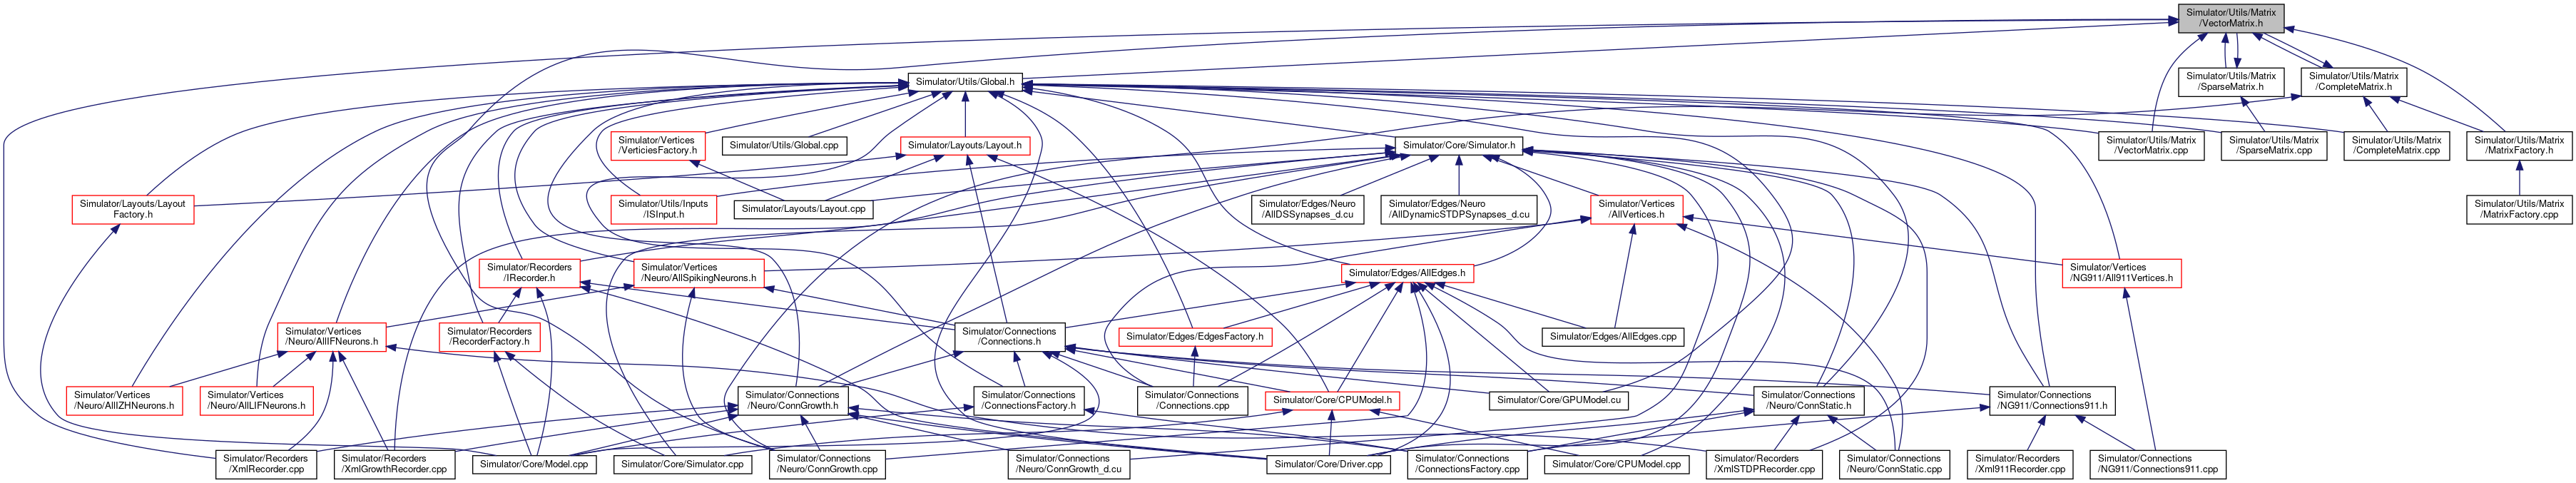 Simulator/Utils/Matrix
/VectorMatrix.h
Simulator/Utils/Global.h
Simulator/Utils/Matrix
/SparseMatrix.h
Simulator/Utils/Matrix
/CompleteMatrix.h
Simulator/Vertices
/VerticiesFactory.h
Simulator/Utils/Global.cpp
Simulator/Layouts/Layout.h
Simulator/Core/Simulator.h
Simulator/Utils/Matrix
/VectorMatrix.cpp
Simulator/Utils/Matrix
/SparseMatrix.cpp
Simulator/Utils/Matrix
/CompleteMatrix.cpp
Simulator/Utils/Matrix
/MatrixFactory.h
Simulator/Layouts/Layout
Factory.h
Simulator/Utils/Inputs
/ISInput.h
Simulator/Layouts/Layout.cpp
Simulator/Edges/Neuro
/AllDSSynapses_d.cu
Simulator/Edges/Neuro
/AllDynamicSTDPSynapses_d.cu
Simulator/Vertices
/AllVertices.h
Simulator/Utils/Matrix
/MatrixFactory.cpp
Simulator/Recorders
/IRecorder.h
Simulator/Vertices
/Neuro/AllSpikingNeurons.h
Simulator/Edges/AllEdges.h
Simulator/Vertices
/NG911/All911Vertices.h
Simulator/Vertices
/Neuro/AllIFNeurons.h
Simulator/Recorders
/RecorderFactory.h
Simulator/Connections
/Connections.h
Simulator/Edges/EdgesFactory.h
Simulator/Edges/AllEdges.cpp
Simulator/Vertices
/Neuro/AllIZHNeurons.h
Simulator/Vertices
/Neuro/AllLIFNeurons.h
Simulator/Connections
/Neuro/ConnGrowth.h
Simulator/Connections
/ConnectionsFactory.h
Simulator/Connections
/Connections.cpp
Simulator/Core/CPUModel.h
Simulator/Core/GPUModel.cu
Simulator/Connections
/Neuro/ConnStatic.h
Simulator/Connections
/NG911/Connections911.h
Simulator/Recorders
/XmlRecorder.cpp
Simulator/Recorders
/XmlGrowthRecorder.cpp
Simulator/Core/Model.cpp
Simulator/Core/Simulator.cpp
Simulator/Connections
/Neuro/ConnGrowth.cpp
Simulator/Connections
/Neuro/ConnGrowth_d.cu
Simulator/Core/Driver.cpp
Simulator/Connections
/ConnectionsFactory.cpp
Simulator/Core/CPUModel.cpp
Simulator/Recorders
/XmlSTDPRecorder.cpp
Simulator/Connections
/Neuro/ConnStatic.cpp
Simulator/Recorders
/Xml911Recorder.cpp
Simulator/Connections
/NG911/Connections911.cpp